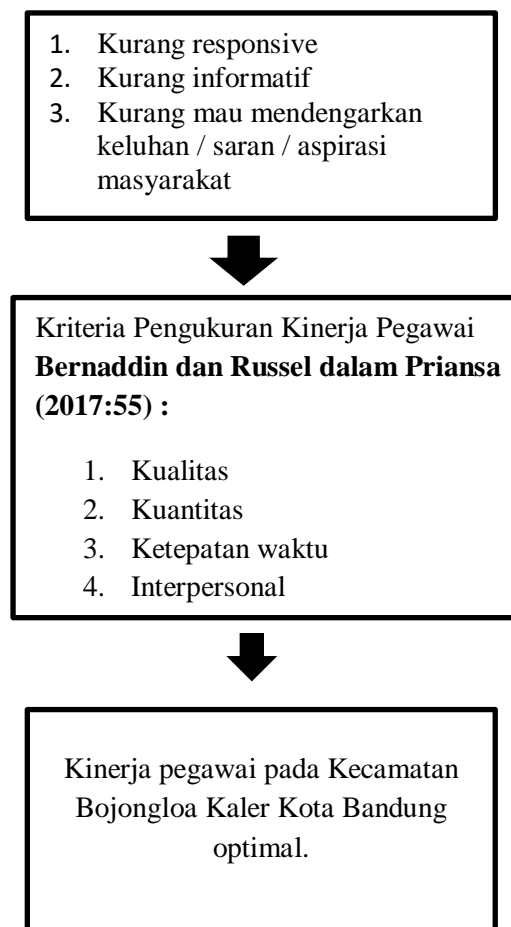 1. Kurang responsive
2. Kurang informatif
3. Kurang mau mendengarkan
keluhan / saran / aspirasi
masyarakat
Kriteria Pengukuran Kinerja Pegawai
Bernaddin dan Russel dalam Priansa
(2017:55) :
1. Kualitas
2. Kuantitas
3. Ketepatan waktu
4. Interpersonal
Kinerja pegawai pada Kecamatan
Bojongloa Kaler Kota Bandung
optimal.